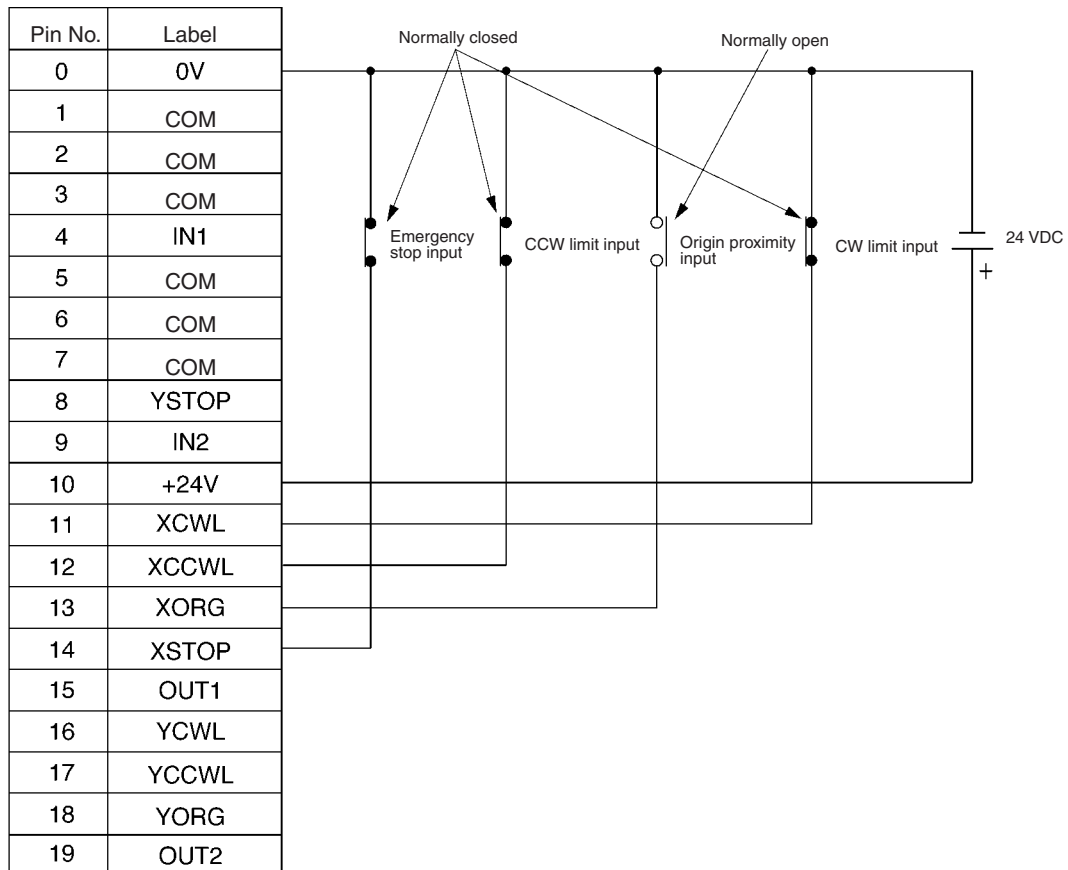 Pin No. Label
0 0V
1 COM
2 COM
3 COM
4 IN1
5 COM
6 COM
7 COM
8 YSTOP
9 IN2
10 +24V
11 XCWL
12 XCCWL
13 XORG
14 XSTOP
15 OUT1
16 YCWL
17 YCCWL
18 YORG
19 OUT2
Normally closed
Normally open
Emergency
stop input
CCW limit input
Origin proximity
input
CW limit input
24 VDC
+